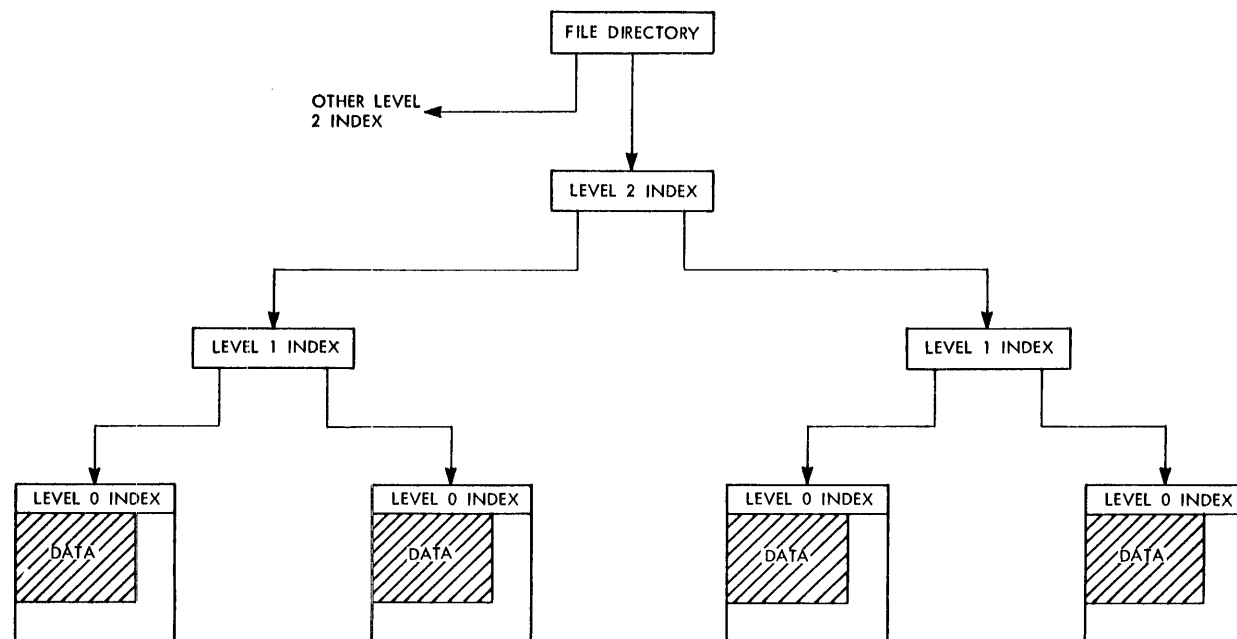 FILE DIRECTORY
OTHER LEVEL
2 INDEX
LEVEL 2 INDEX
LEVEL 1 INDEX
LEVEL 1 INDEX
LEVEL 0 INDEX
LEVEL 0 INDEX
LEVEL 0 INDEX
LEVEL 0 INDEX
DATA
DATA
DATA
DATA